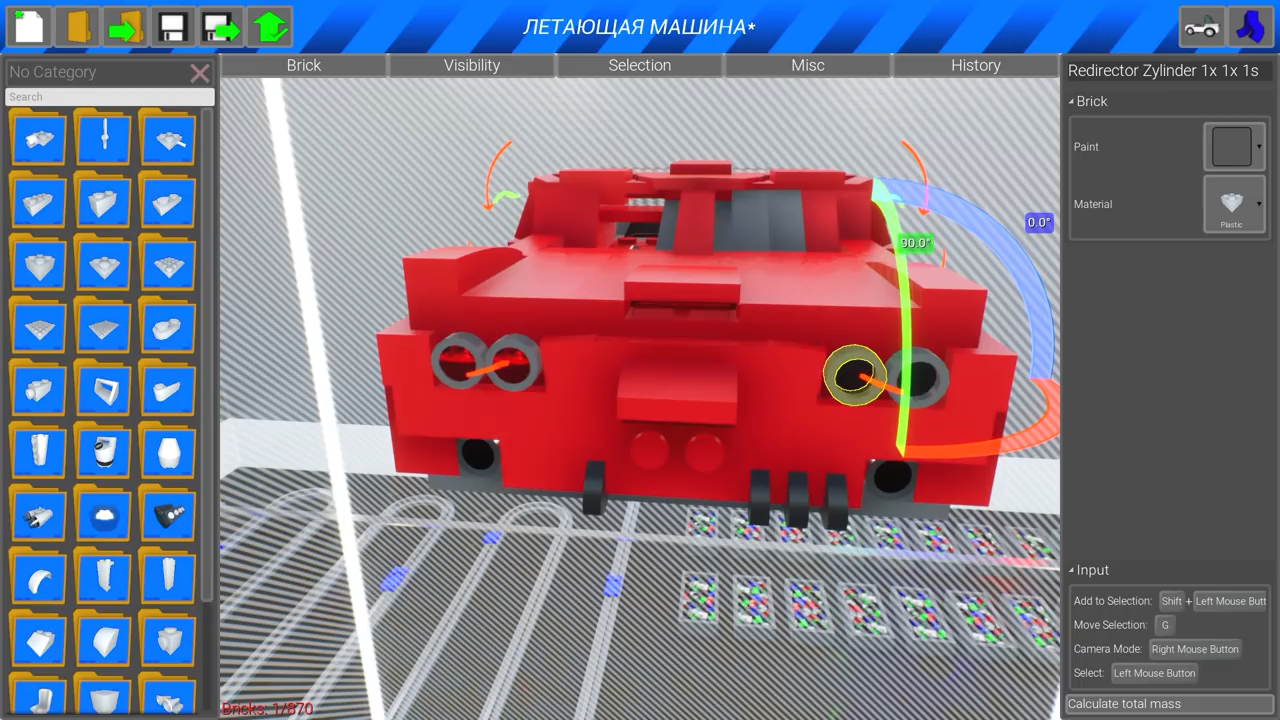 ЛЕТАЮЩАЯ МАШИНА*
No Category
Search
Brick
Visibility
Selection
Misc
History
0.0°
90.0°
Bricks: 1/870
Redirector Zylinder 1x 1x 1s
Brick
Paint
Material
Plastic
Input
Add to Selection: Shift + Left Mouse Butt
Move Selection: G
Camera Mode: Right Mouse Button
Select: Left Mouse Button
Calculate total mass